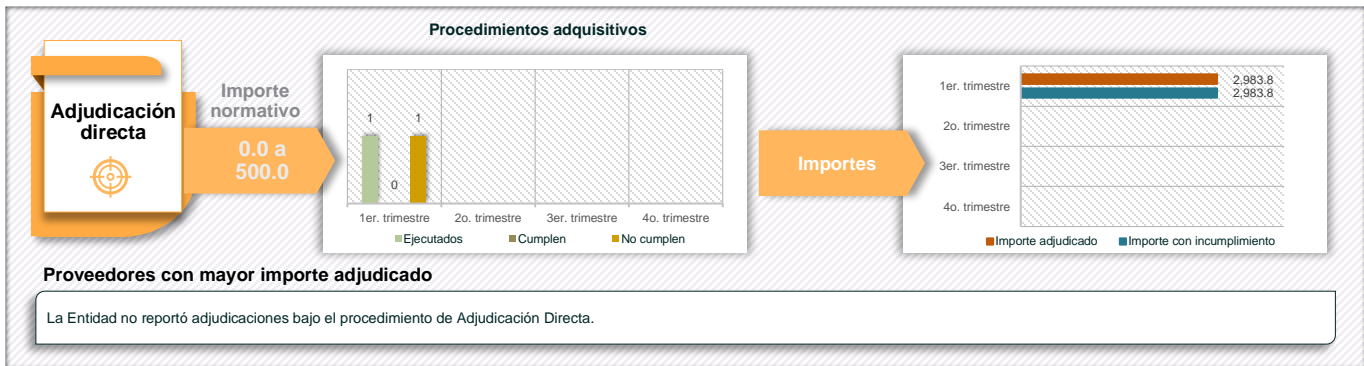 Procedimientos adquisitivos
Adjudicación
directa
Importe
normativo
0.0 a
500.0
1
0
1
1er. trimestre
2o. trimestre
3er. trimestre
4o. trimestre
Ejecutados
Cumplen
No cumplen
Importes
1er. trimestre
2o. trimestre
3er. trimestre
4o. trimestre
2,983.8
2,983.8
Importe adjudicado
Importe con incumplimiento
Proveedores con mayor importe adjudicado
La Entidad no reportó adjudicaciones bajo el procedimiento de Adjudicación Directa.